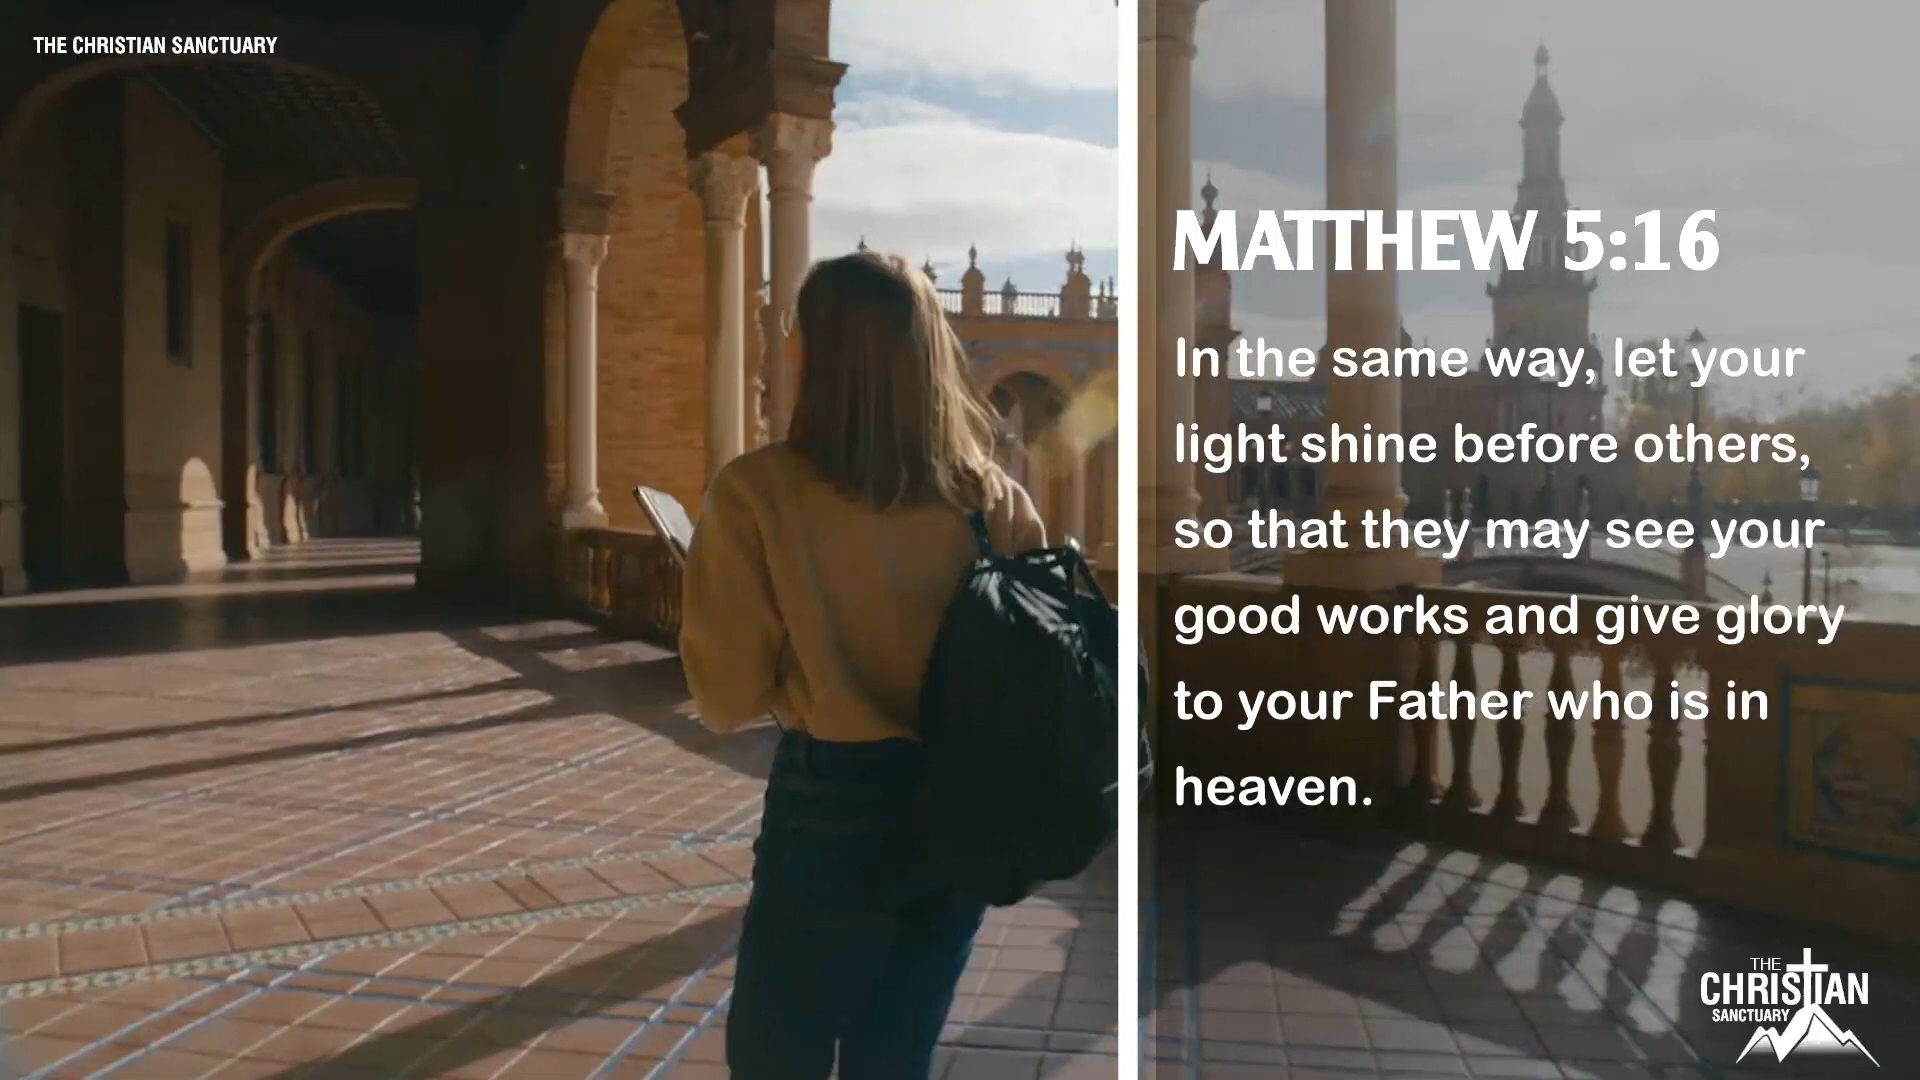 THE CHRISTIAN SANCTUARY
MATTHEW 5:16
In the same way, let your
light shine before others,
so that they may see your
good works and give glory
to your Father who is in
heaven.
THE
CHRISTIAN
SANCTUARY